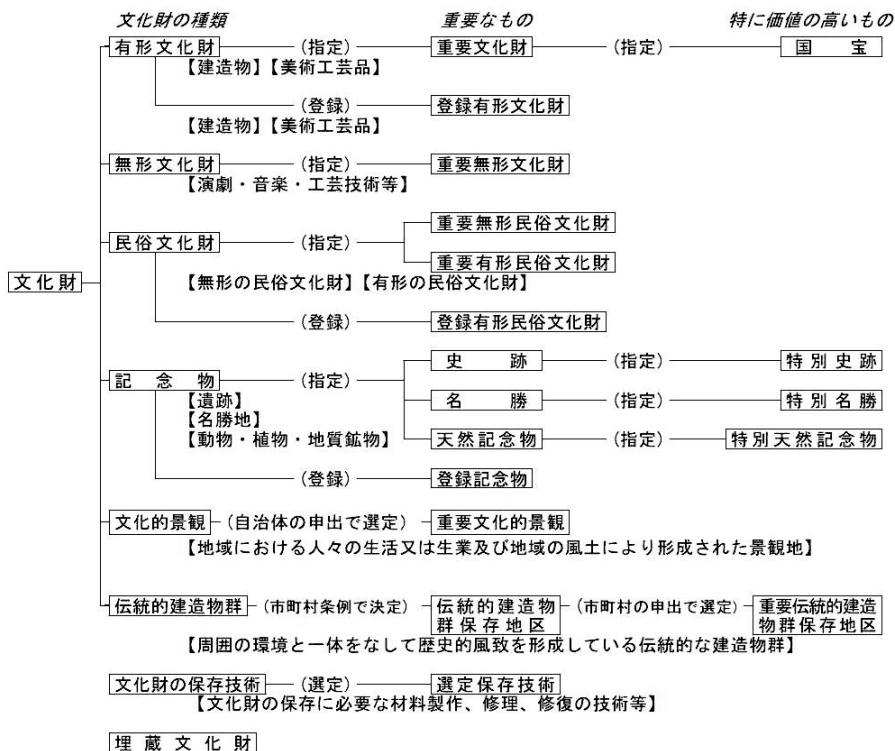 文化財の種類 重要なもの 特に価値の高いもの
有形文化財 (指定) 重要文化財 (指定) 国宝
【建造物】【美術工芸品】
(登録) 登録有形文化財
【建造物】【美術工芸品】
無形文化財 (指定) 重要無形文化財
【演劇・音楽・工芸技術等】
重要無形民俗文化財
民俗文化財 (指定)
重要有形民俗文化財
文化財 【無形の民俗文化財】【有形の民俗文化財】
(登録) 登録有形民俗文化財
史跡 (指定) 特別史跡
記念物 (指定)
【遺跡】 名勝 (指定) 特別名勝
【名勝地】
【動物・植物・地質鉱物】 天然記念物 (指定) 特別天然記念物
(登録) 登録記念物
文化的景観 (自治体の申出で選定) 重要文化的景観
【地域における人々の生活又は生業及び地域の風土により形成された景観地】
伝統的建造物群 (市町村条例で決定) 伝統的建造物 (市町村の申出で選定) 重要伝統的建造
群保存地区 物群保存地区
【周囲の環境と一体をなして歴史的風致を形成している伝統的な建造物群】
文化財の保存技術 (選定) 選定保存技術
【文化財の保存に必要な材料製作、修理、修復の技術等】
埋蔵文化財